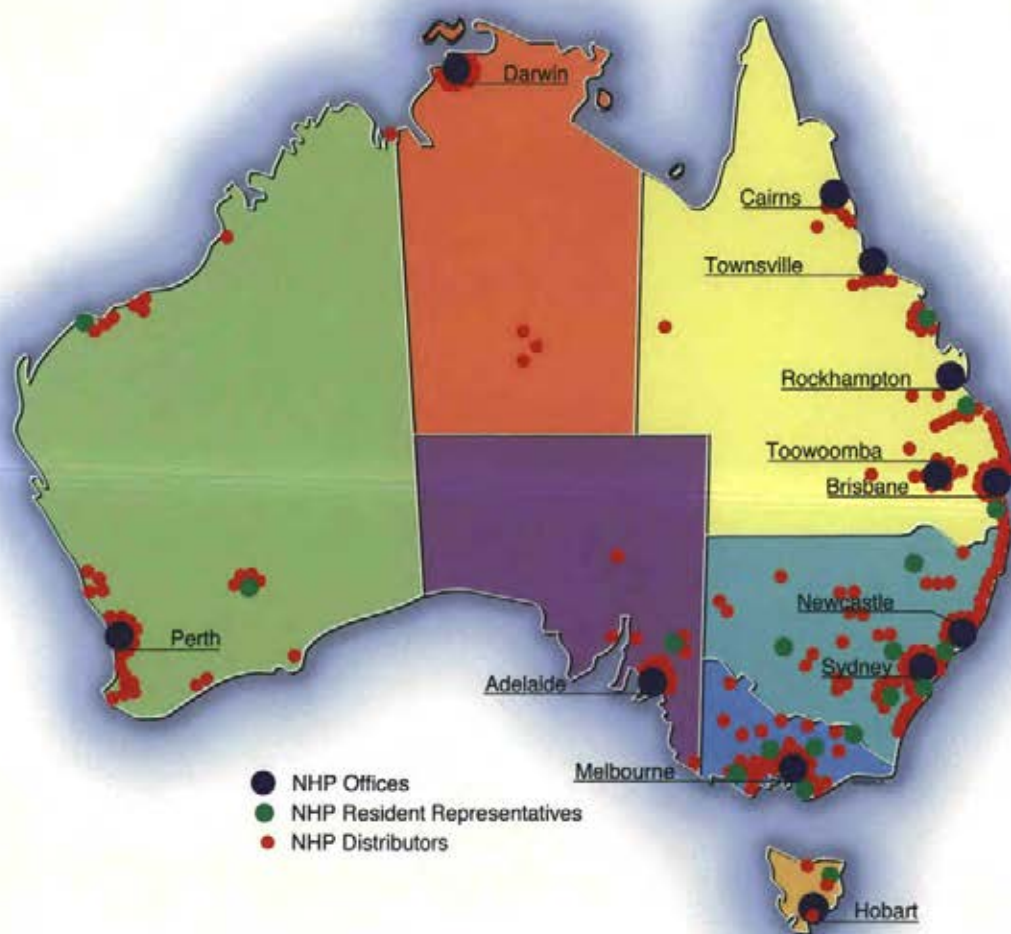 Darwin
Cairns
Townsville
Rockhampton
Toowoomba
Brisbane
Newcastle
Perth
Sydney
Adelaide
Melbourne
NHP Offices
NHP Resident Representatives
NHP Distributors
Hobart